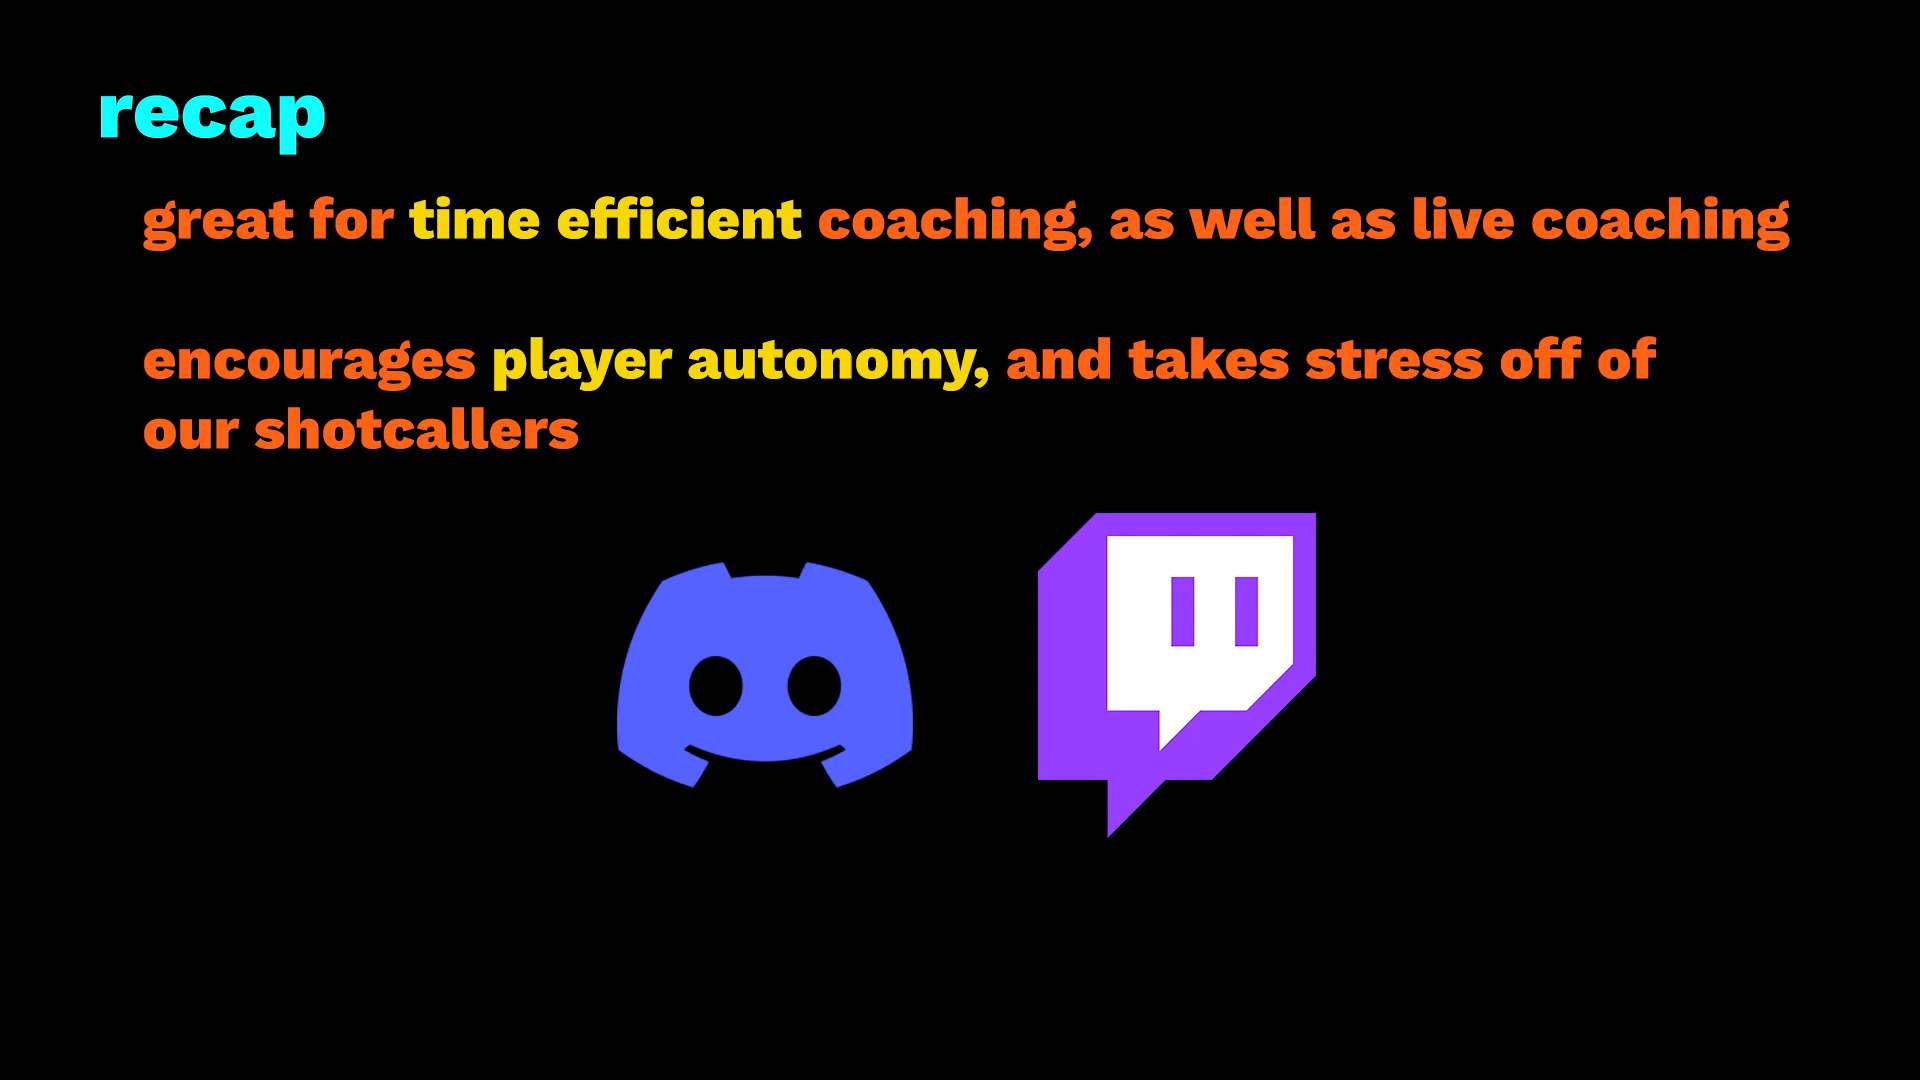 recap
great for time efficient coaching, as well as live coaching
encourages player autonomy, and takes stress off of
our shotcallers